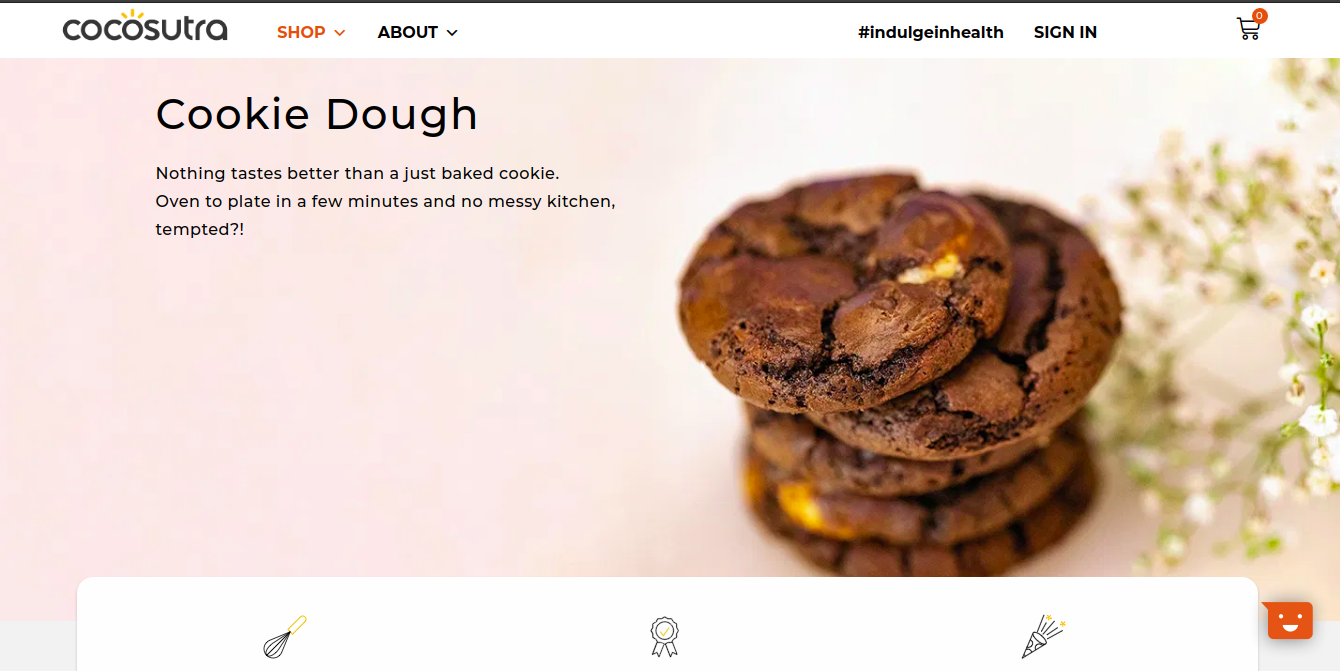 cocosutra
SHOP
ABOUT
#indulgeinhealth
SIGN IN
0
Cookie Dough
Nothing tastes better than a just baked cookie.
Oven to plate in a few minutes and no messy kitchen,
tempted?!